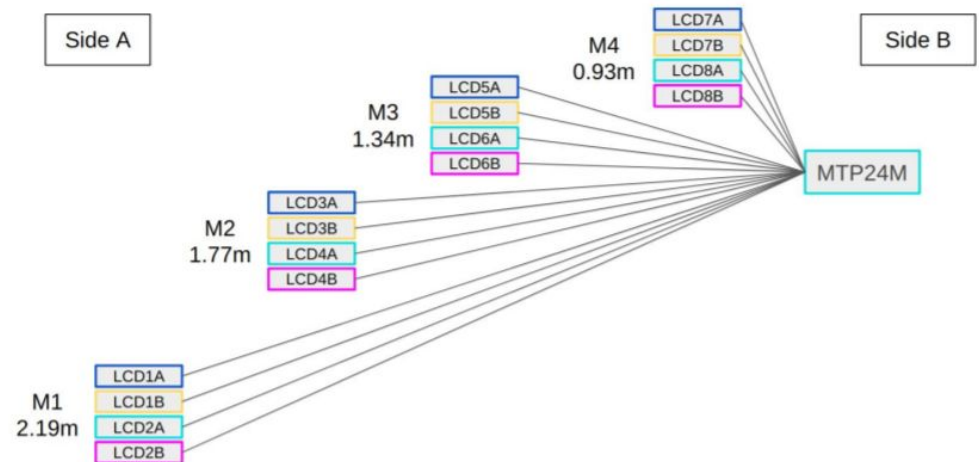 Side A
Side B
M4
0.93m
LCD7A
LCD7B
LCD8A
LCD8B
M3
1.34m
LCD5A
LCD5B
LCD6A
LCD6B
MTP24M
M2
1.77m
LCD3A
LCD3B
LCD4A
LCD4B
M1
2.19m
LCD1A
LCD1B
LCD2A
LCD2B